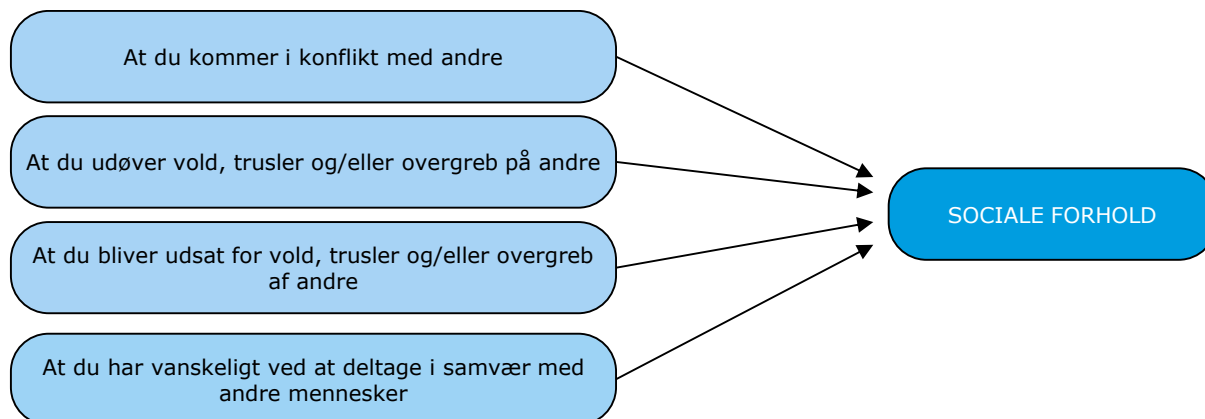 At du kommer i konflikt med andre
At du udøver vold, trusler og/eller overgreb på andre
At du bliver udsat for vold, trusler og/eller overgreb
af andre
At du har vanskeligt ved at deltage i samvær med
andre mennesker
SOCIALE FORHOLD